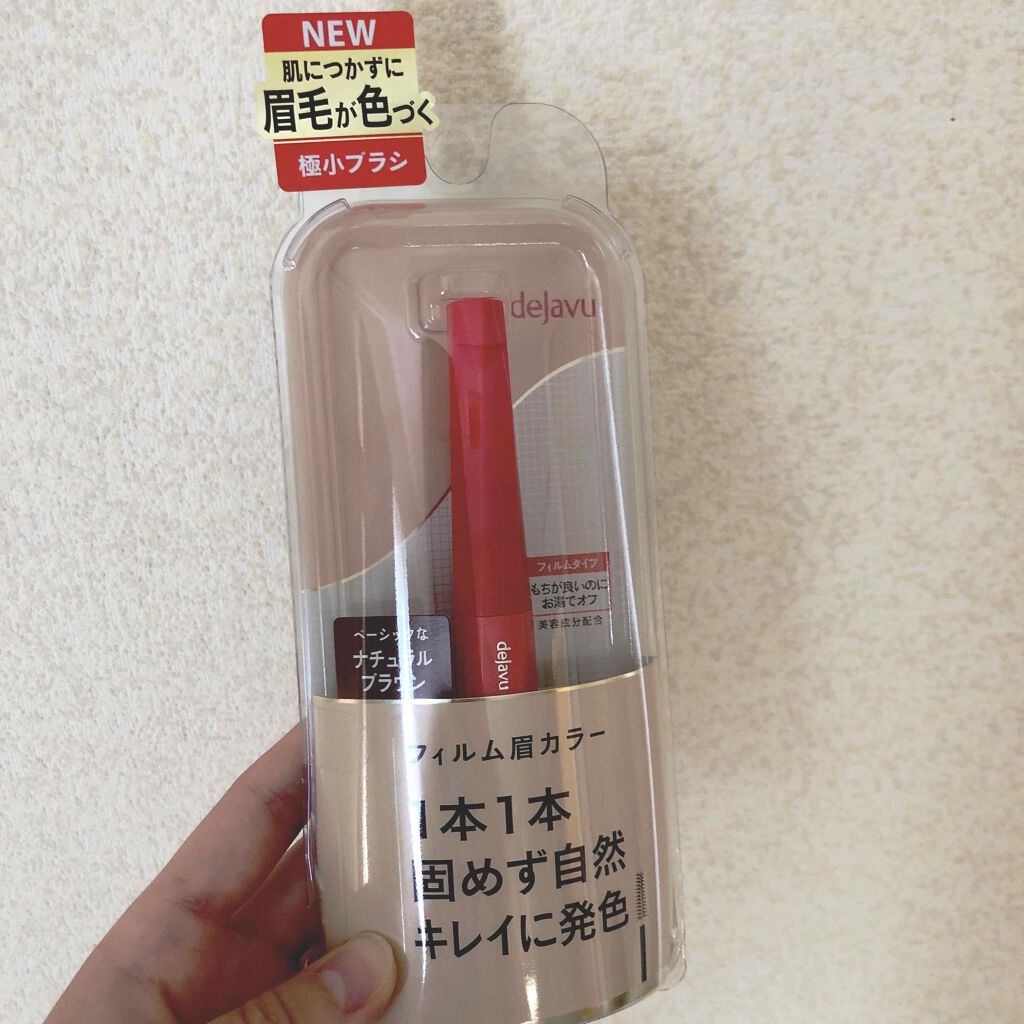 NEW
肌につかずに
眉毛が色づく
極小ブラシ
dejavu
フィルムタイプ
もちが良いのに
お湯でオフ
美容成分配合
ベーシックな
ナチュラル
ブラウン
dejavu
フィルム眉カラー
1本1本
固めず自然
キレイに発色